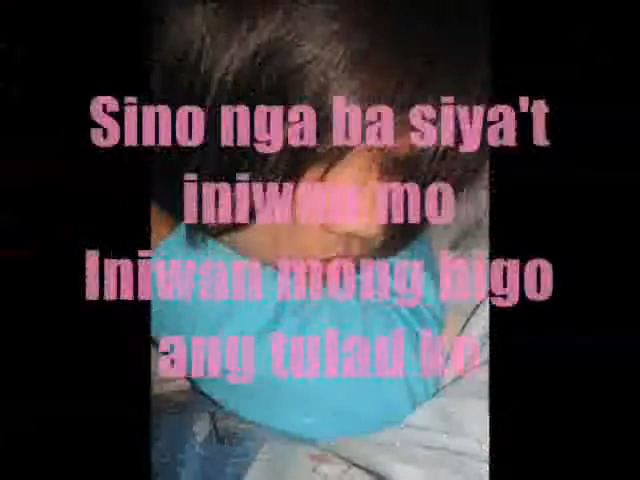 Sino nga ba siya't
iniwan mo
Iniwan mong bigo
ang tulad ko